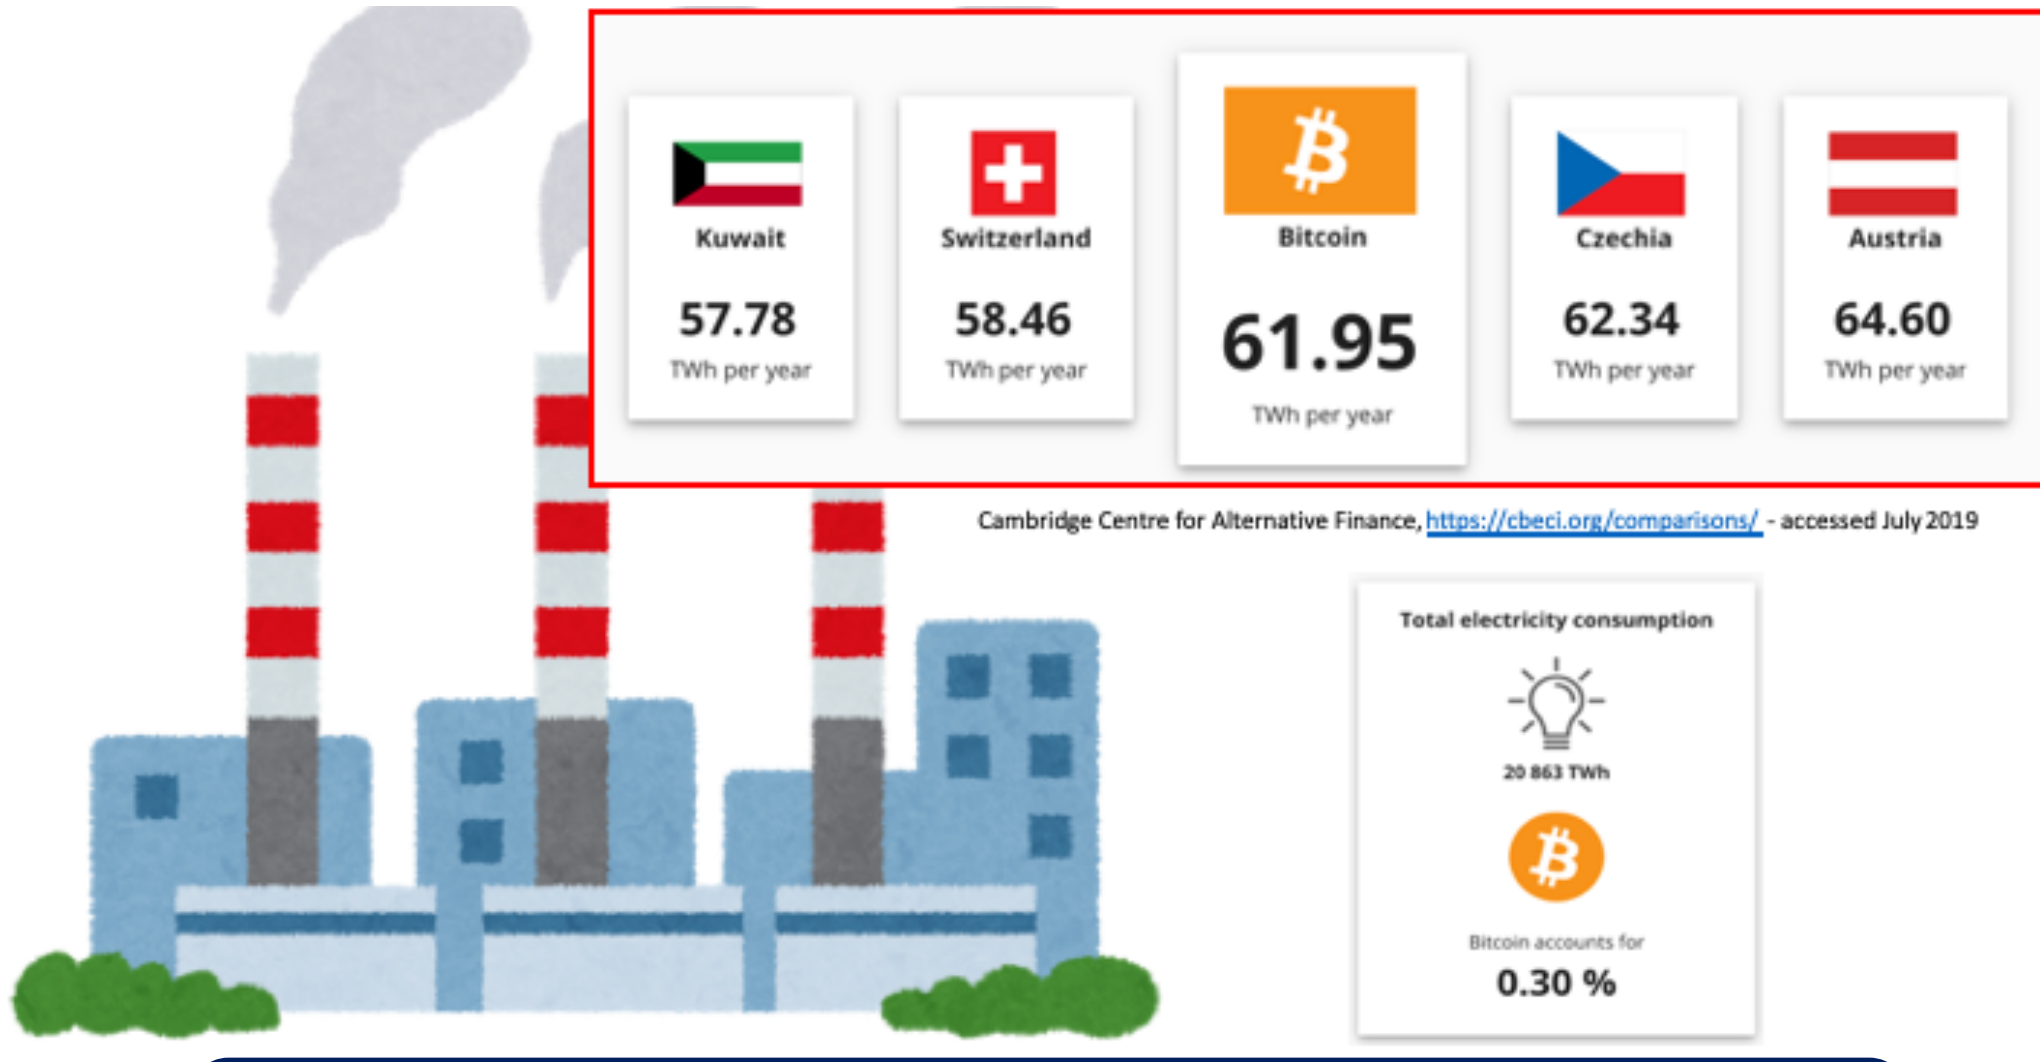 Kuwait
57.78
TWh per year
Switzerland
58.46
TWh per year
Bitcoin
61.95
TWh per year
Czechia
62.34
TWh per year
Austria
64.60
TWh per year
Cambridge Centre for Alternative Finance, https://cbeci.org/comparisons/ - accessed July 2019
Total electricity consumption
20 863 TWh
Bitcoin accounts for
0.30 %